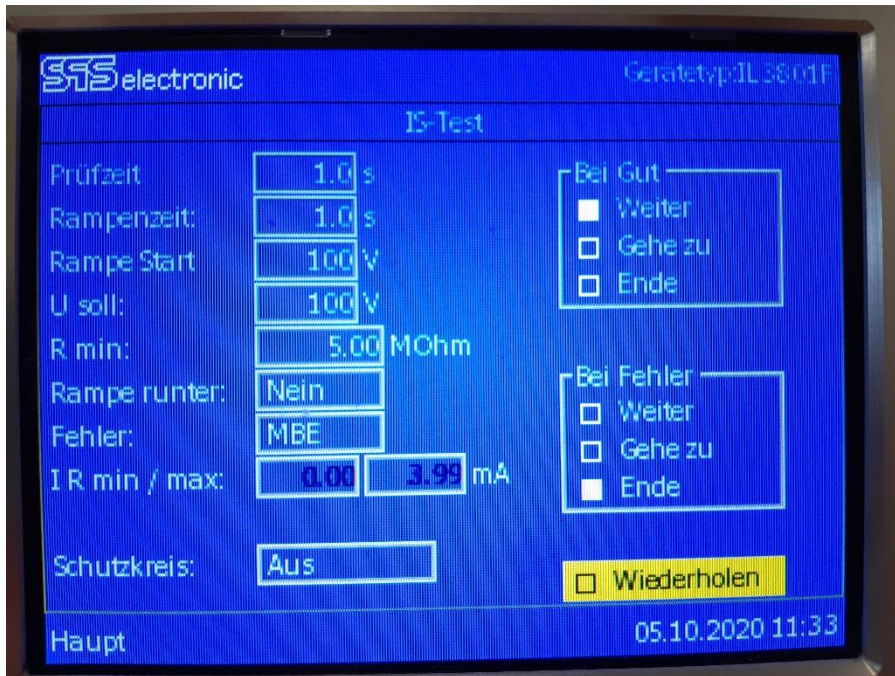 SPS electronic Gerätetyp:IL3801F
IS-Test
Prüfzeit 1.0 s
Rampenzeit: 1.0 s
Rampe Start 100 V
U soll: 100 V
R min: 5.00 MOhm
Rampe runter: Nein
Fehler: MBE
I R min / max: 0.00 3.99 mA
Schutzkreis: Aus
Bei Gut
Weiter
Gehe zu
Ende
Bei Fehler
Weiter
Gehe zu
Ende
Wiederholen
Haupt 05.10.2020 11:33